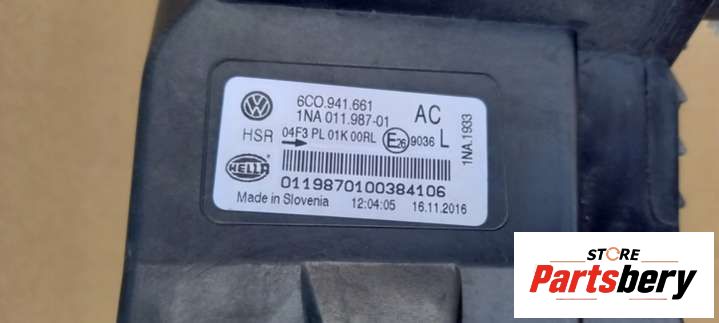 6C0.941.661 AC
1NA 011.987-01
HSR 04F3 PL 01K 00RL E26 9036 L
1NA.1933
HELLA
0119870100384106
Made in Slovenia 12:04:05 16.11.2016
STORE
Partsbery